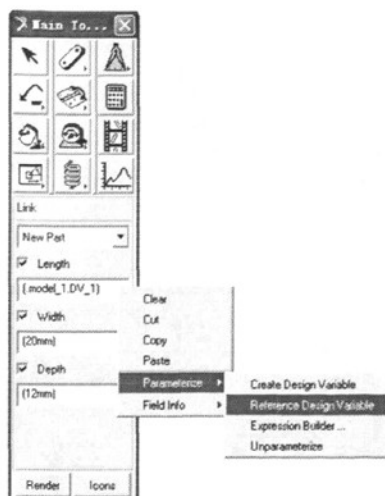 Main To...
Link
New Part
Length
(.model_1.DV_1)
Width
(20mm)
Depth
(12mm)
Render Icons
Clear
Cut
Copy
Paste
Parameterize
Field Info
Create Design Variable
Reference Design Variable
Expression Builder ...
Unparameterize